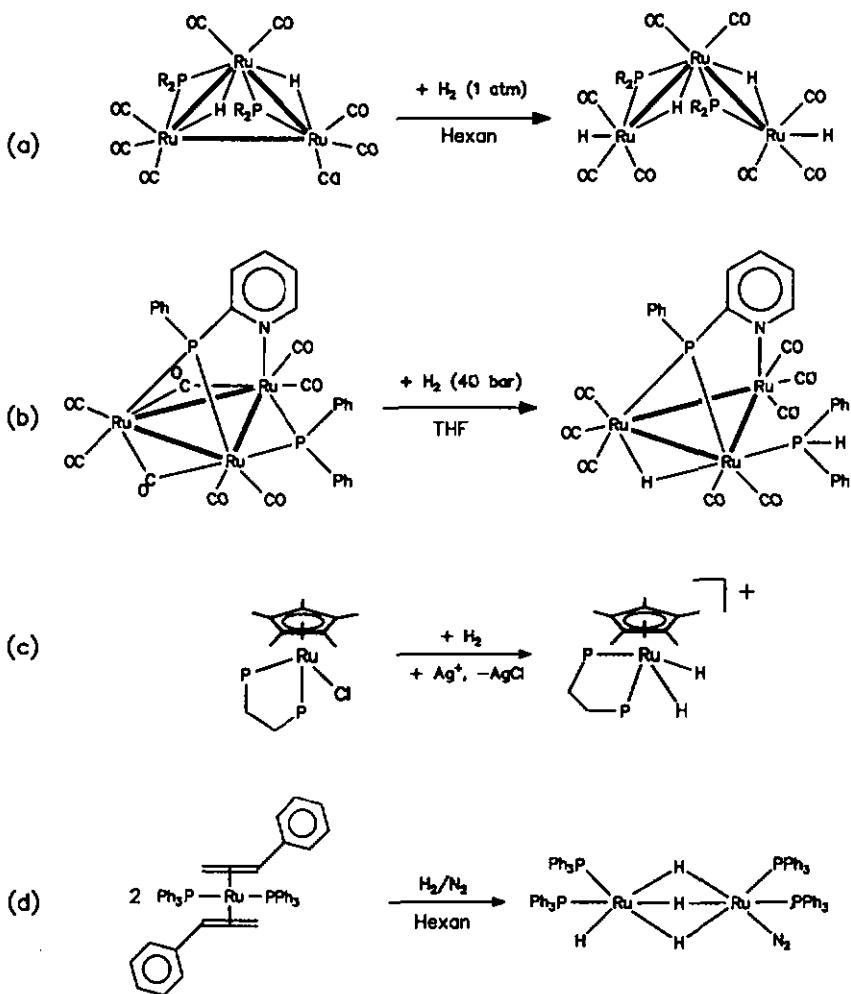 OC CO OC CO
Ru Ru
R₂P H + H₂ (1 atm) R₂P H
OC H R₂P CO OC H R₂P CO
(a) Ru Ru Hexan H Ru Ru H
OC CO
OC CO OC CO OC CO
Ph N Ph N
P P
O C CO CO
Ru CO + H₂ (40 bar) Ru CO
(b) OC Ph CO Ph
Ru THF Ru
OC Ru P OC Ru P H
O C Ph OC H Ph
CO CO CO CO
+
(c) Ru + H₂ P Ru
P Cl + Ag⁺, −AgCl H
P P H
(d) 2 Ph₃P Ru PPh₃ H₂/N₂ Ph₃P H PPh₃
Hexan Ph₃P Ru H Ru PPh₃
H H N₂